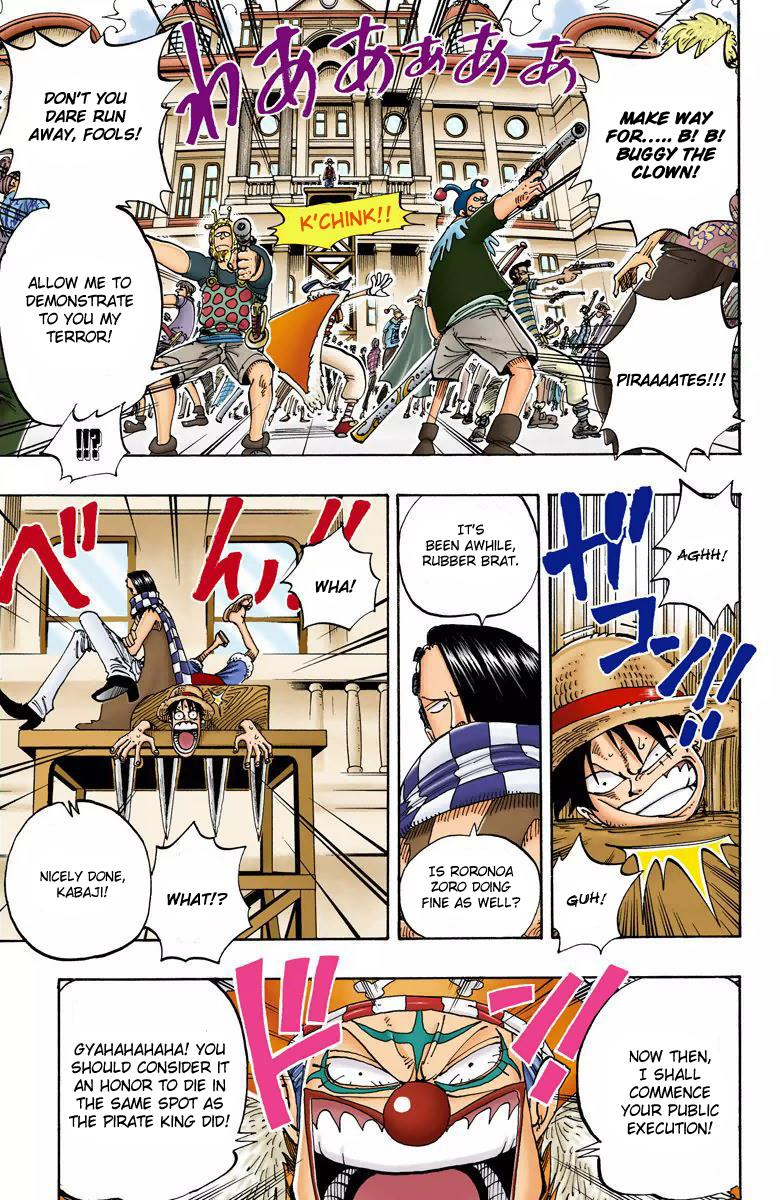 MAKE WAY
FOR..... B! B!
BUGGY THE
CLOWN!
PIRAAAATES!!!
わぁあぁぁぁぁ
K'CHINK!!
DON'T YOU
DARE RUN
AWAY, FOOLS!
ALLOW ME TO
DEMONSTRATE
TO YOU MY
TERROR!
!!?
AGHH!
ガコン!!
GUH!
IT'S
BEEN AWHILE,
RUBBER BRAT.
IS RORONOA
ZORO DOING
FINE AS WELL?
べん!!
WHA!
WHAT!?
NICELY DONE,
KABAJI!
NOW THEN,
I SHALL
COMMENCE
YOUR PUBLIC
EXECUTION!
ド!!
GYAHAHAHAHA! YOU
SHOULD CONSIDER IT
AN HONOR TO DIE IN
THE SAME SPOT AS
THE PIRATE KING DID!